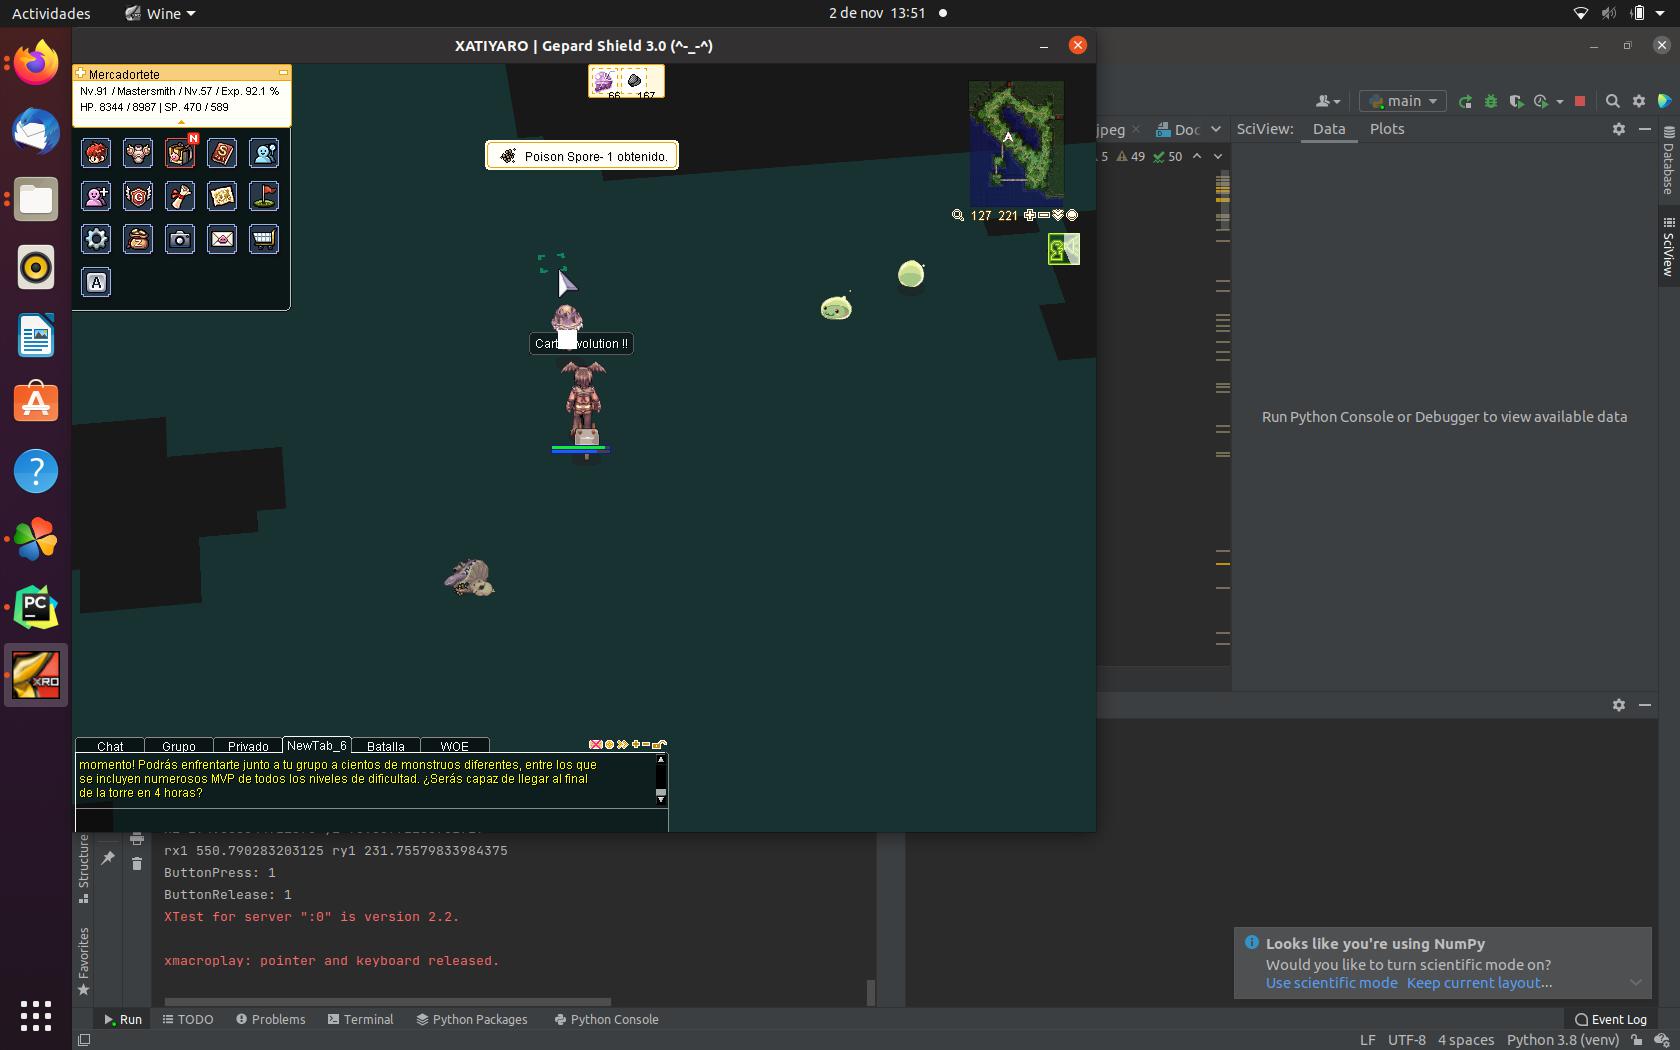 Actividades
Wine
2 de nov 13:51
XATIYARO | Gepard Shield 3.0 (^-_-^)
Mercadortete
Nv.91 / Mastersmith / Nv.57 / Exp. 92.1 %
HP. 8344 / 8987 | SP. 470 / 589
N
A
66
167
Poison Spore- 1 obtenido.
127 221
volution !!
Chat
Grupo
Privado
NewTab_6
Batalla
WOE
momento! Podrás enfrentarte junto a tu grupo a cientos de monstruos diferentes, entre los que
se incluyen numerosos MVP de todos los niveles de dificultad. ¿Serás capaz de llegar al final
de la torre en 4 horas?
main
jpeg
Doc
SciView:
Data
Plots
5
49
50
Database
SciView
Run Python Console or Debugger to view available data
PC
XRO
Structure
Favorites
rx1 550.790283203125 ry1 231.75579833984375
ButtonPress: 1
ButtonRelease: 1
XTest for server ":0" is version 2.2.
xmacroplay: pointer and keyboard released.
Looks like you're using NumPy
Would you like to turn scientific mode on?
Use scientific mode Keep current layout...
Run
TODO
Problems
Terminal
Python Packages
Python Console
Event Log
LF UTF-8 4 spaces Python 3.8 (venv)